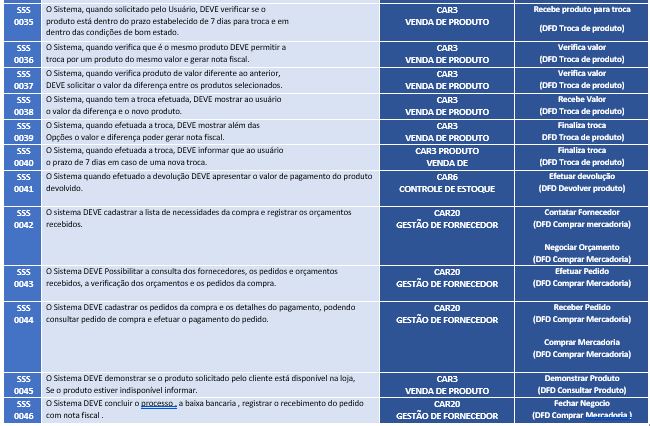 SSS
0035
O Sistema, quando solicitado pelo Usuário, DEVE verificar se o
produto está dentro do prazo estabelecido de 7 dias para troca e em
dentro das condições de bom estado.
CAR3
VENDA DE PRODUTO
Recebe produto para troca
(DFD Troca de produto)
SSS
0036
O Sistema, quando verifica que é o mesmo produto DEVE permitir a
troca por um produto do mesmo valor e gerar nota fiscal.
CAR3
VENDA DE PRODUTO
Verifica valor
(DFD Troca de produto)
SSS
0037
O Sistema, quando verifica produto de valor diferente ao anterior,
DEVE solicitar o valor da diferença entre os produtos selecionados.
CAR3
VENDA DE PRODUTO
Verifica valor
(DFD Troca de produto)
SSS
0038
O Sistema, quando tem a troca efetuada, DEVE mostrar ao usuário
o valor da diferença e o novo produto.
CAR3
VENDA DE PRODUTO
Recebe Valor
(DFD Troca de produto)
SSS
0039
O Sistema, quando efetuada a troca, DEVE mostrar além das
Opções o valor e diferença poder gerar nota fiscal.
CAR3
VENDA DE PRODUTO
Finaliza troca
(DFD Troca de produto)
SSS
0040
O Sistema, quando efetuada a troca, DEVE informar que ao usuário
o prazo de 7 dias em caso de uma nova troca.
CAR3 PRODUTO
VENDA DE
Finaliza troca
(DFD Troca de produto)
SSS
0041
O Sistema quando efetuado a devolução DEVE apresentar o valor de pagamento do produto
devolvido.
CAR6
CONTROLE DE ESTOQUE
Efetuar devolução
(DFD Devolver produto)
SSS
0042
O sistema DEVE cadastrar a lista de necessidades da compra e registrar os orçamentos
recebidos.
CAR20
GESTÃO DE FORNECEDOR
Contatar Fornecedor
(DFD Comprar mercadoria)
Negociar Orçamento
(DFD Comprar Mercadoria)
SSS
0043
O Sistema DEVE Possibilitar a consulta dos fornecedores, os pedidos e orçamentos
recebidos, a verificação dos orçamentos e os pedidos da compra.
CAR20
GESTÃO DE FORNECEDOR
Efetuar Pedido
(DFD Comprar Mercadoria)
SSS
0044
O Sistema DEVE cadastrar os pedidos da compra e os detalhes do pagamento, podendo
consultar pedido de compra e efetuar o pagamento do pedido.
CAR20
GESTÃO DE FORNECEDOR
Receber Pedido
(DFD Comprar Mercadoria)
Comprar Mercadoria
(DFD Comprar Mercadoria)
SSS
0045
O Sistema DEVE demonstrar se o produto solicitado pelo cliente está disponível na loja,
Se o produto estiver indisponível informar.
CAR3
VENDA DE PRODUTO
Demonstrar Produto
(DFD Consultar Produto)
SSS
0046
O Sistema DEVE concluir o processo , a baixa bancaria , registrar o recebimento do pedido
com nota fiscal .
CAR20
GESTÃO DE FORNECEDOR
Fechar Negocio
(DFD Comprar Mercadoria )